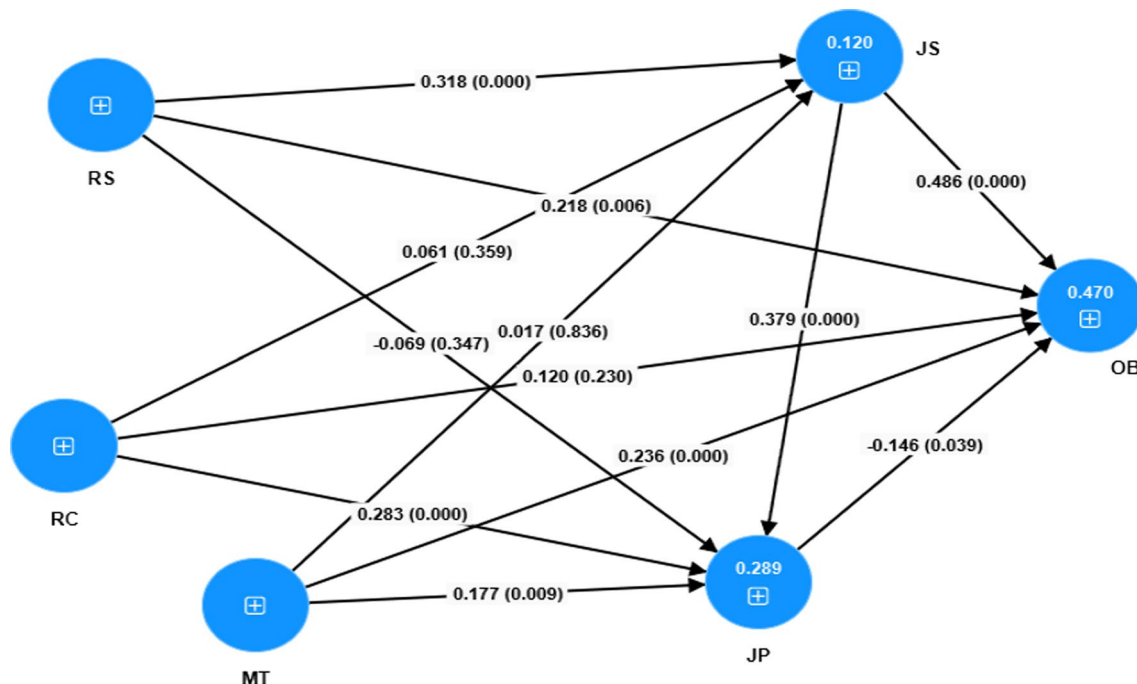 0.120
JS
0.318 (0.000)
RS
0.486 (0.000)
0.218 (0.006)
0.061 (0.359)
0.470
0.379 (0.000)
0.017 (0.836)
-0.069 (0.347)
OB
0.120 (0.230)
-0.146 (0.039)
0.236 (0.000)
RC
0.283 (0.000)
0.289
0.177 (0.009)
JP
MT